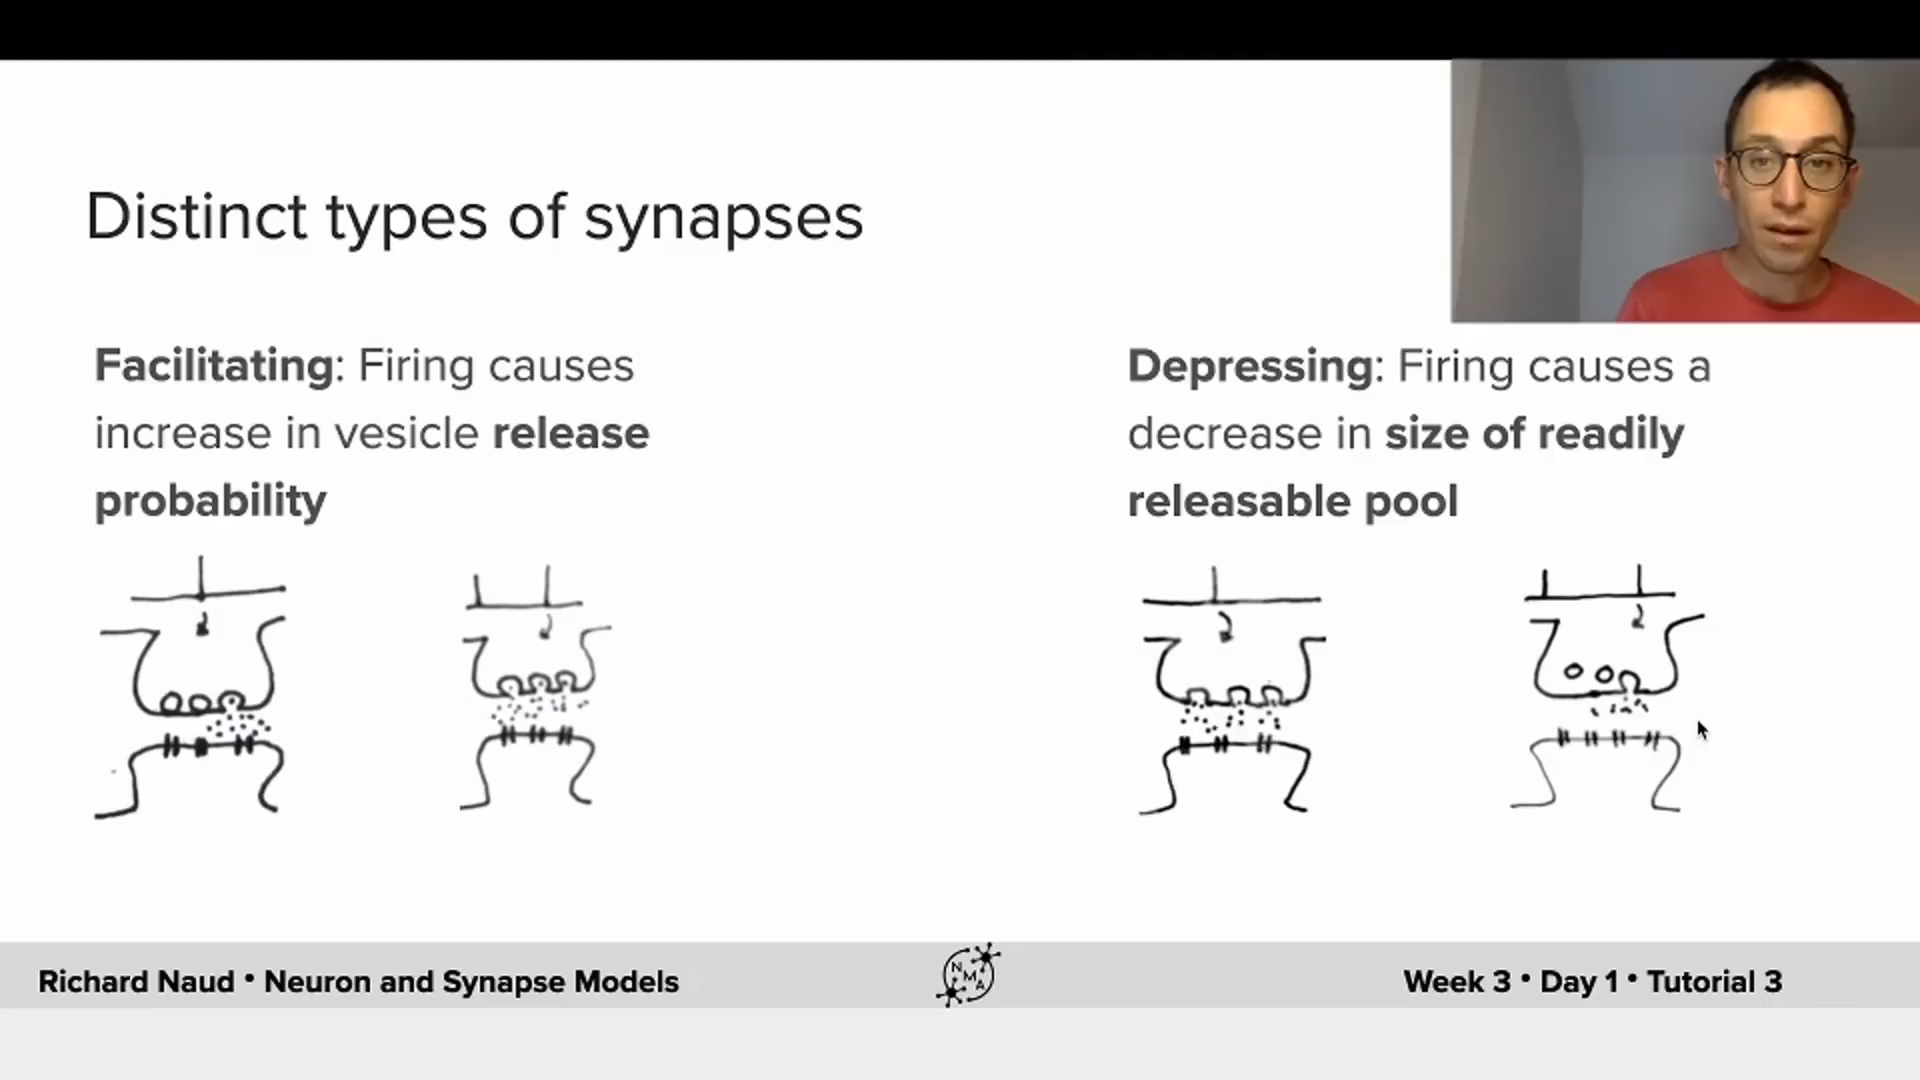 Distinct types of synapses
Facilitating: Firing causes
increase in vesicle release
probability
Depressing: Firing causes a
decrease in size of readily
releasable pool
Richard Naud • Neuron and Synapse Models
N
M
A
Week 3 • Day 1 • Tutorial 3